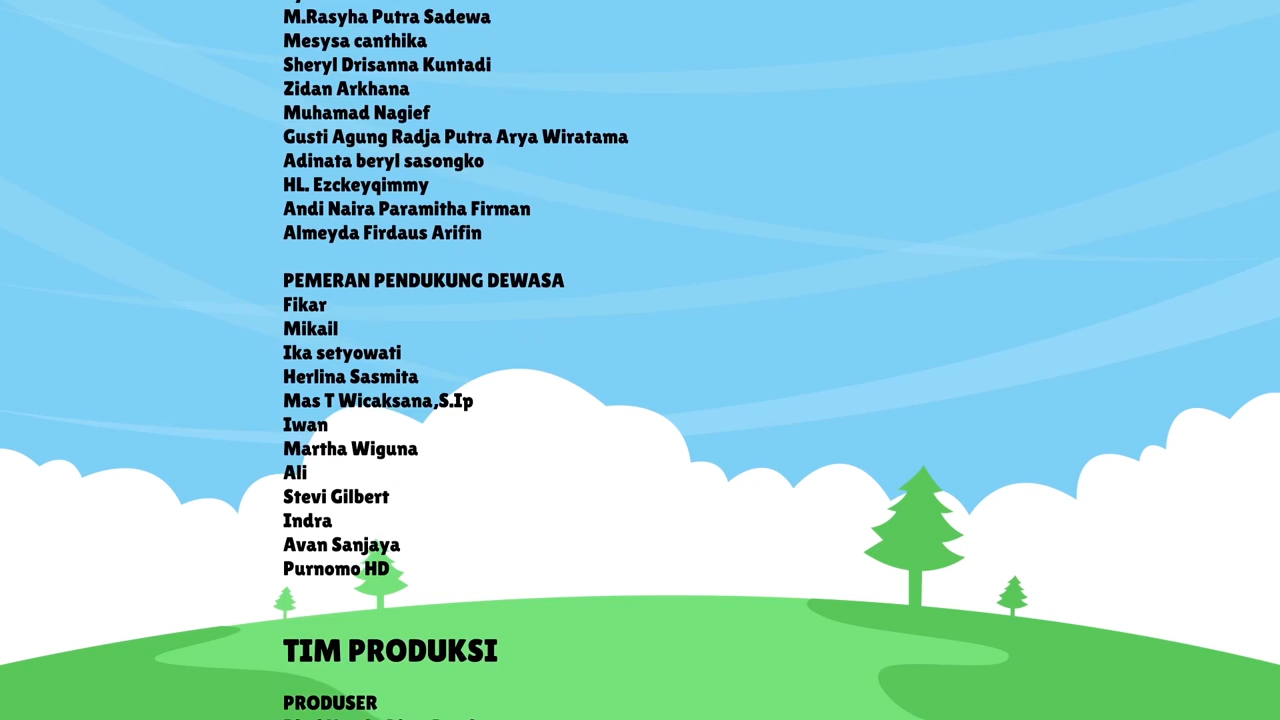 M.Rasyha Putra Sadewa
Mesysa canthika
Sheryl Drisanna Kuntadi
Zidan Arkhana
Muhamad Nagief
Gusti Agung Radja Putra Arya Wiratama
Adinata beryl sasongko
HL. Ezckeyqimmy
Andi Naira Paramitha Firman
Almeyda Firdaus Arifin
PEMERAN PENDUKUNG DEWASA
Fikar
Mikail
Ika setyowati
Herlina Sasmita
Mas T Wicaksana,S.Ip
Iwan
Martha Wiguna
Ali
Stevi Gilbert
Indra
Avan Sanjaya
Purnomo HD
TIM PRODUKSI
PRODUSER